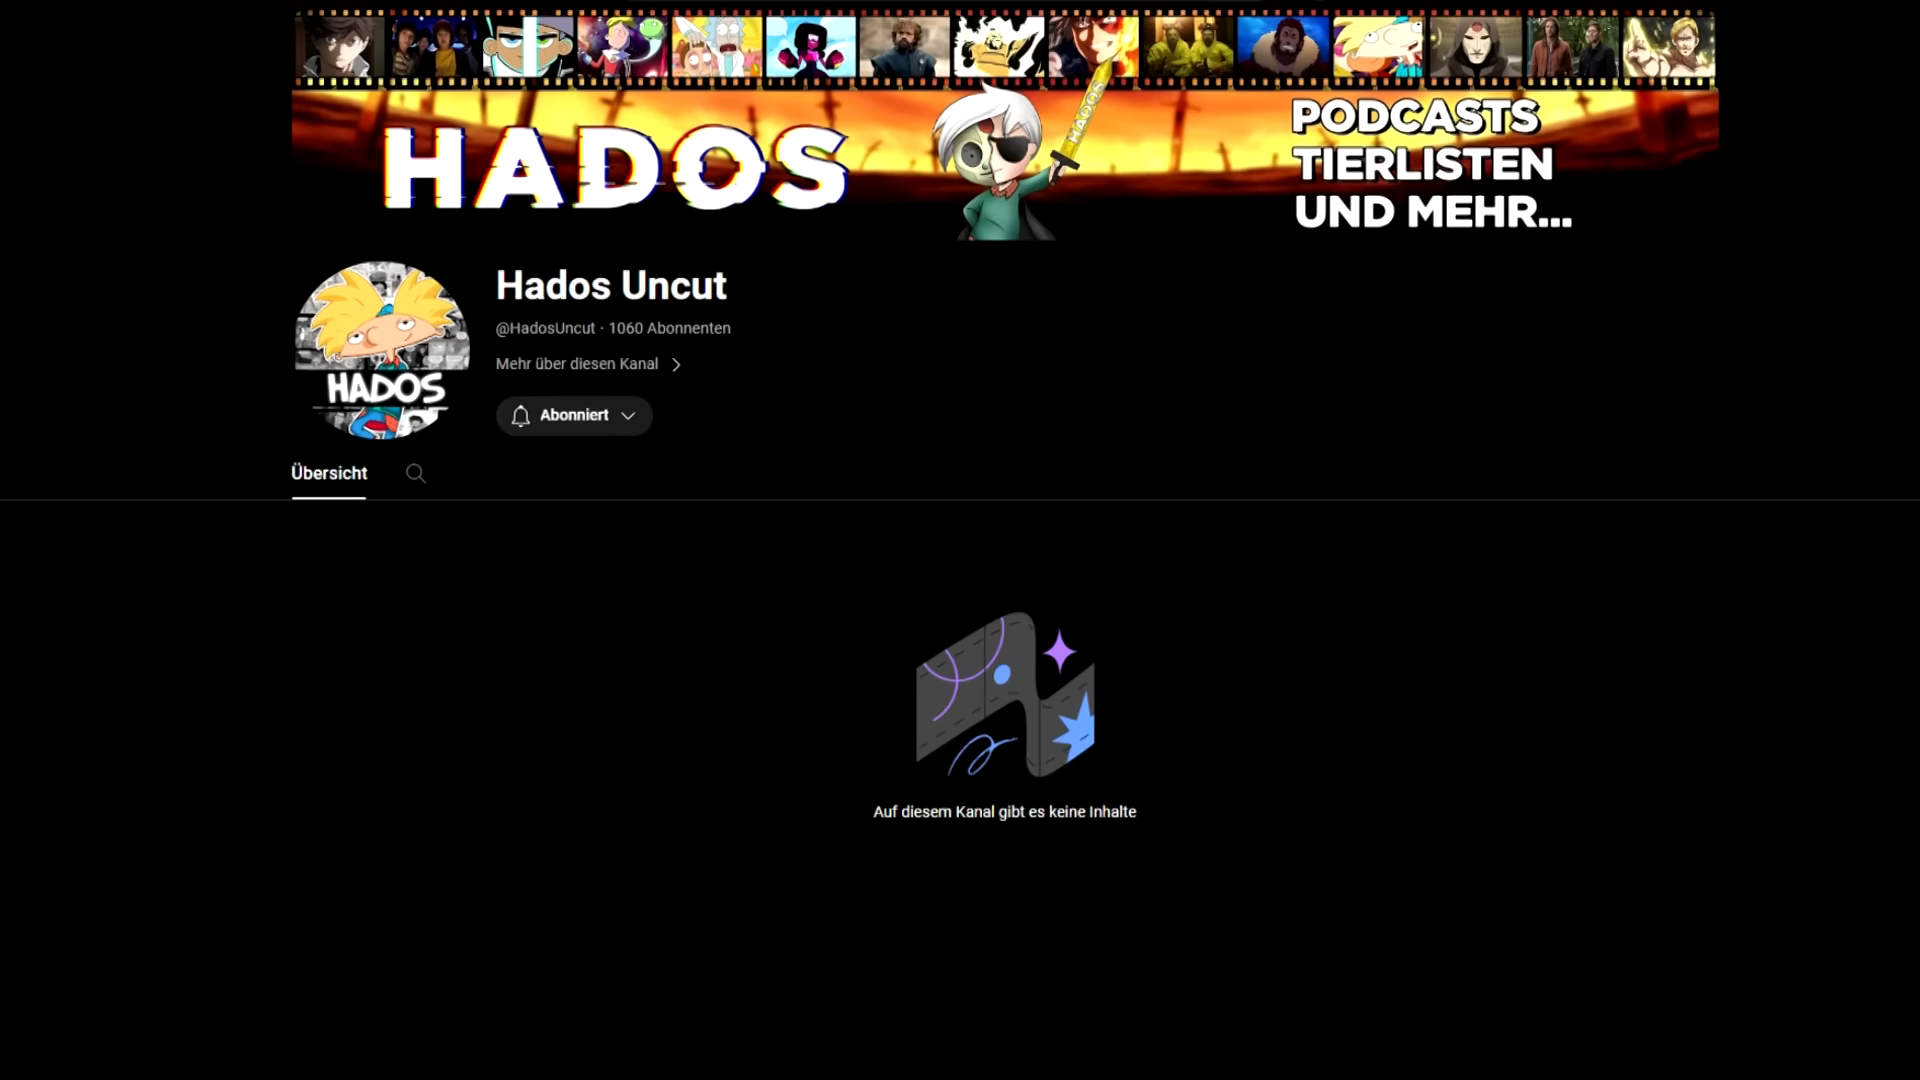 HADOS
HADOS
PODCASTS
TIERLISTEN
UND MEHR...
HADOS
Hados Uncut
@HadosUncut · 1060 Abonnenten
Mehr über diesen Kanal
Abonniert
Übersicht
Auf diesem Kanal gibt es keine Inhalte